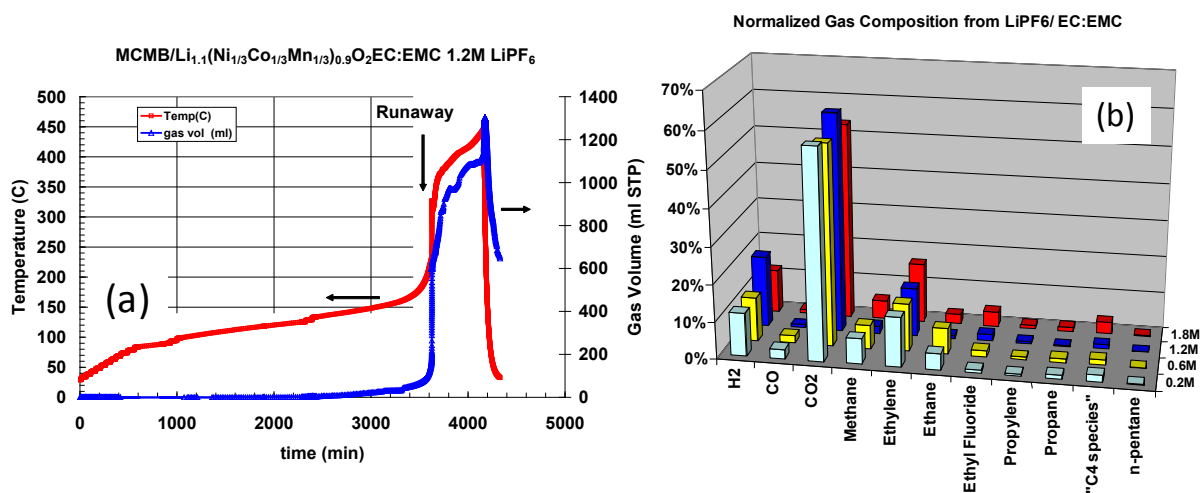 MCMB/Li1.1(Ni1/3Co1/3Mn1/3)0.9O2EC:EMC 1.2M LiPF6
500
450
400
350
300
250
200
150
100
50
0
Temperature (C)
Temp(C)
gas vol (ml)
Runaway
(a)
1400
1200
1000
800
600
400
200
0
Gas Volume (ml STP)
0 1000 2000 3000 4000 5000
time (min)
Normalized Gas Composition from LiPF6/ EC:EMC
(b)
70%
60%
50%
40%
30%
20%
10%
0%
1.8M
1.2M
0.6M
0.2M
H2
CO
CO2
Methane
Ethylene
Ethane
Ethyl Fluoride
Propylene
Propane
"C4 species"
n-pentane